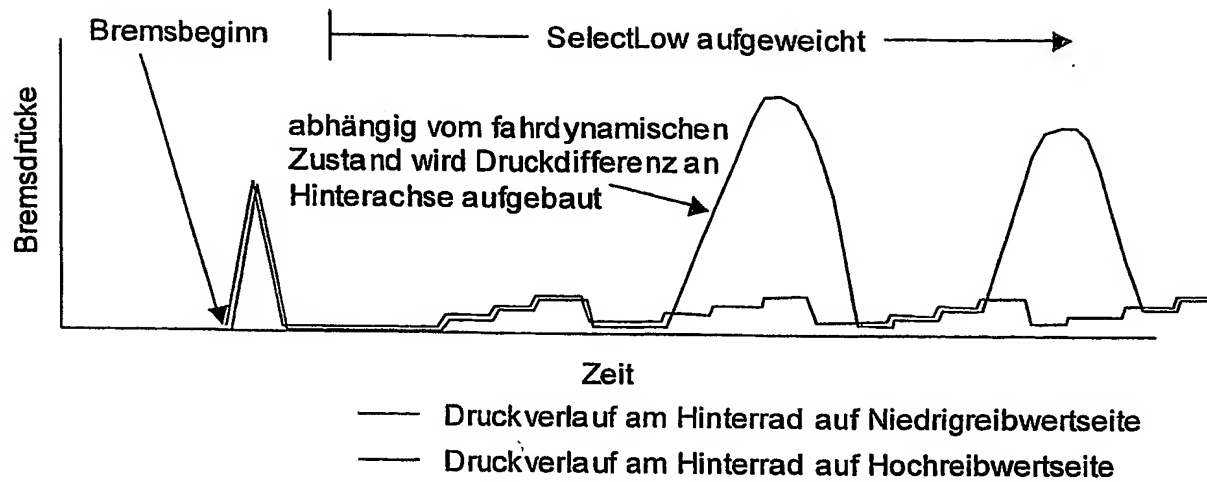 Bremsbeginn
SelectLow aufgeweicht
abhängig vom fahrdynamischen
Zustand wird Druckdifferenz an
Hinterachse aufgebaut
Bremsdrücke
Zeit
Druckverlauf am Hinterrad auf Niedrigreibwertseite
Druckverlauf am Hinterrad auf Hochreibwertseite